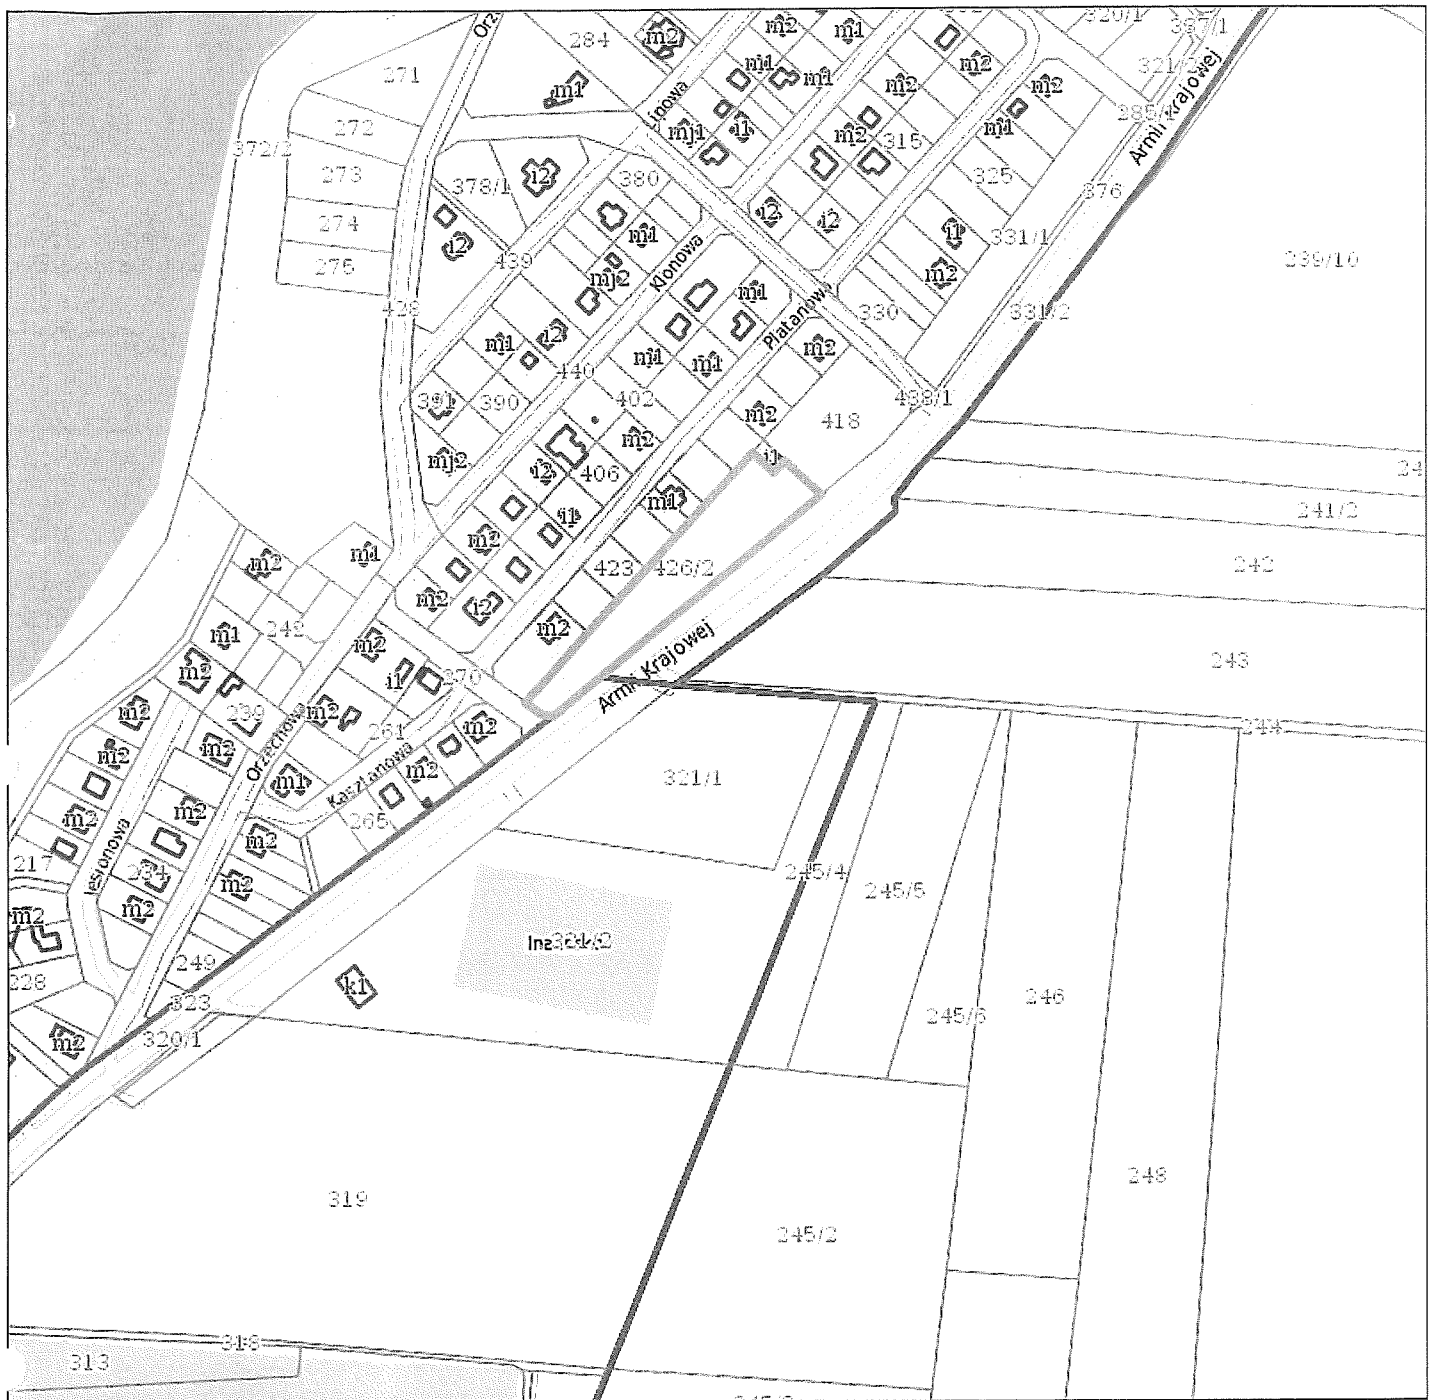 Orz
284
m2
m2
m1
320/1
387/1
271
m1
m1
m1
m2
m2
321/2
Armii Krajowej
372/2
272
Lipowa
mj1
i1
m2
315
m1
m2
285/1
273
378/1
i2
380
325
376
274
i2
m1
i2
i2
i1
331/1
275
439
mj2
Klonowa
m2
239/10
428
m1
i2
m1
Platanowa
330
331/2
m1
m1
m2
440
391
390
402
m2
418
438/1
mj2
m2
i1
i2
406
m1
241/2
m2
m1
m2
i1
423
426/2
242
m2
i2
m1
242
m2
m2
243
m2
i1
270
Armii Krajowej
m2
239
m2
261
m2
244
m2
m2
Orzechowa
Kasztanowa
m2
m1
321/1
m2
m2
265
217
Jesionowa
234
m2
m2
245/4
245/5
m2
m2
321/2
228
249
k1
323
246
245/6
m2
320/1
248
319
245/2
318
313